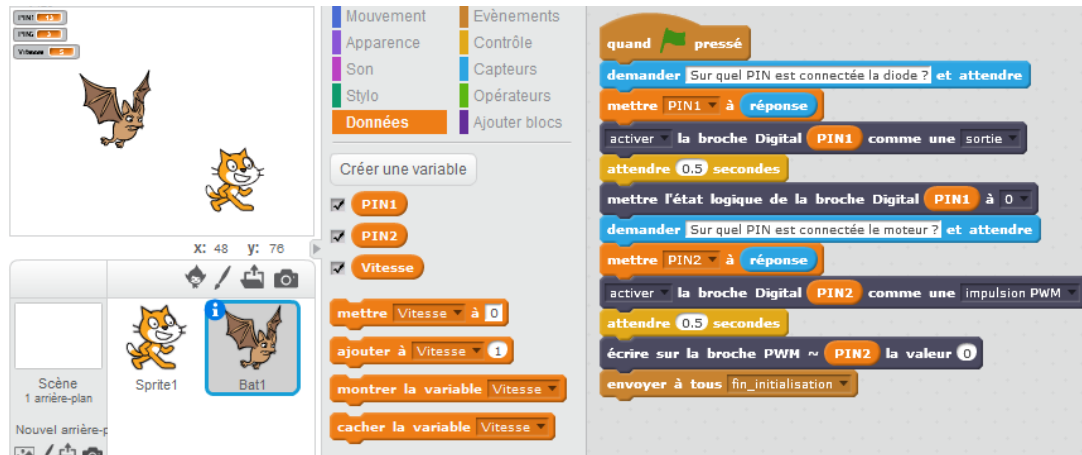 PIN1 13
PIN2 3
Vitesse 5
x: 48 y: 76
Scène
1 arrière-plan
Nouvel arrière-p
Sprite1
Bat1
Mouvement
Evènements
Apparence
Contrôle
Son
Capteurs
Stylo
Opérateurs
Données
Ajouter blocs
Créer une variable
PIN1
PIN2
Vitesse
mettre Vitesse à 0
ajouter à Vitesse 1
montrer la variable Vitesse
cacher la variable Vitesse
quand pressé
demander Sur quel PIN est connectée la diode ? et attendre
mettre PIN1 à réponse
activer la broche Digital PIN1 comme une sortie
attendre 0.5 secondes
mettre l'état logique de la broche Digital PIN1 à 0
demander Sur quel PIN est connectée le moteur ? et attendre
mettre PIN2 à réponse
activer la broche Digital PIN2 comme une impulsion PWM
attendre 0.5 secondes
écrire sur la broche PWM ~ PIN2 la valeur 0
envoyer à tous fin_initialisation